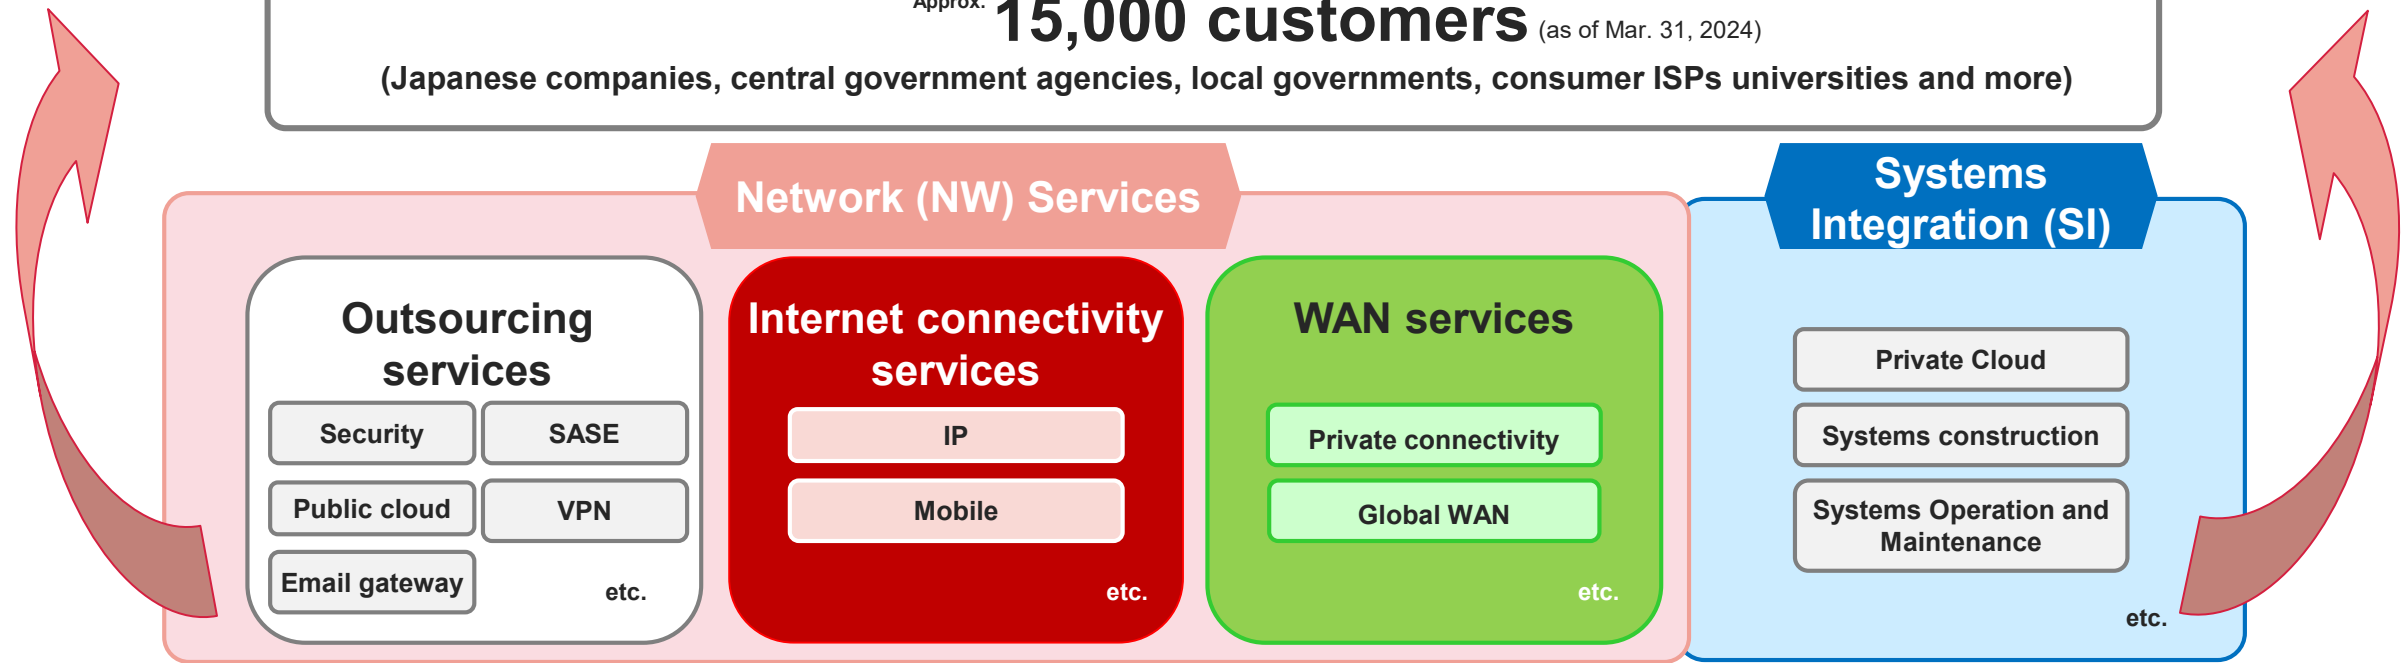 Approx. 15,000 customers (as of Mar. 31, 2024)
(Japanese companies, central government agencies, local governments, consumer ISPs universities and more)
Network (NW) Services
Systems
Integration (SI)
Outsourcing
services
Security
SASE
Public cloud
VPN
Email gateway
etc.
Internet connectivity
services
IP
Mobile
etc.
WAN services
Private connectivity
Global WAN
etc.
Private Cloud
Systems construction
Systems Operation and
Maintenance
etc.